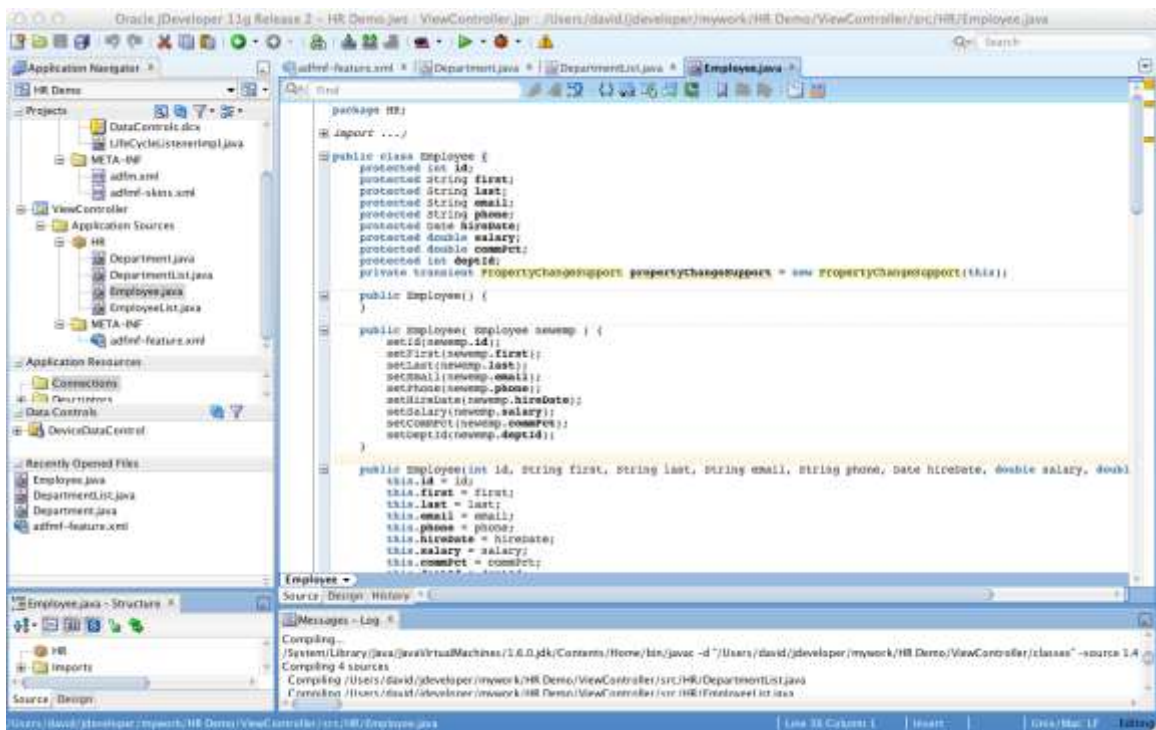 Oracle JDeveloper 11g Release 2 - HR Demo.jws : ViewController.jpr : /Users/david/jdeveloper/mywork/HR Demo/ViewController/src/HR/Employee.java
Search
Application Navigator
HR Demo
Projects
DataControls.dcx
LifeCycleListenerImpl.java
META-INF
adfm.xml
adfmf-skins.xml
ViewController
Application Sources
HR
Department.java
DepartmentList.java
Employee.java
EmployeeList.java
META-INF
adfmf-feature.xml
Application Resources
Connections
Descriptors
Data Controls
DeviceDataControl
Recently Opened Files
Employee.java
DepartmentList.java
Department.java
adfmf-feature.xml
Employee.java - Structure
HR
Imports
Source Design
adfmf-feature.xml Department.java DepartmentList.java Employee.java
Find
package HR;
import .../
public class Employee {
protected int id;
protected String first;
protected String last;
protected String email;
protected String phone;
protected Date hireDate;
protected double salary;
protected double commPct;
protected int deptId;
private transient PropertyChangeSupport propertyChangeSupport = new PropertyChangeSupport(this);
public Employee() {
}
public Employee( Employee newemp ) {
setId(newemp.id);
setFirst(newemp.first);
setLast(newemp.last);
setEmail(newemp.email);
setPhone(newemp.phone);
setHireDate(newemp.hireDate);
setSalary(newemp.salary);
setCommPct(newemp.commPct);
setDeptId(newemp.deptId);
}
public Employee(int id, String first, String last, String email, String phone, Date hireDate, double salary, doubl
this.id = id;
this.first = first;
this.last = last;
this.email = email;
this.phone = phone;
this.hireDate = hireDate;
this.salary = salary;
this.commPct = commPct;
Employee
Source Design History
Messages - Log
Compiling...
/System/Library/Java/JavaVirtualMachines/1.6.0.jdk/Contents/Home/bin/javac -d "/Users/david/jdeveloper/mywork/HR Demo/ViewController/classes" -source 1.4
Compiling 4 sources
Compiling /Users/david/jdeveloper/mywork/HR Demo/ViewController/src/HR/DepartmentList.java
Compiling /Users/david/jdeveloper/mywork/HR Demo/ViewController/src/HR/EmployeeList.java
/Users/david/jdeveloper/mywork/HR Demo/ViewController/src/HR/Employee.java
Insert
Unix/Mac: LF
Editing